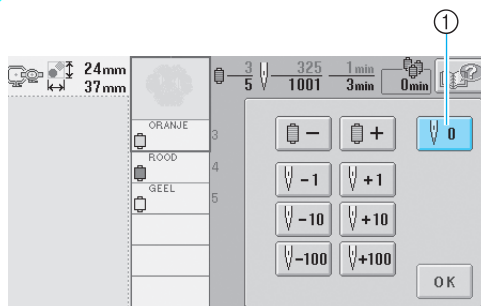 ①
24mm
37mm
3 325 1min
5 1001 3min 0min
?
ORANJE 3
ROOD 4
GEEL 5
− + 0
-1 +1
-10 +10
-100 +100
OK